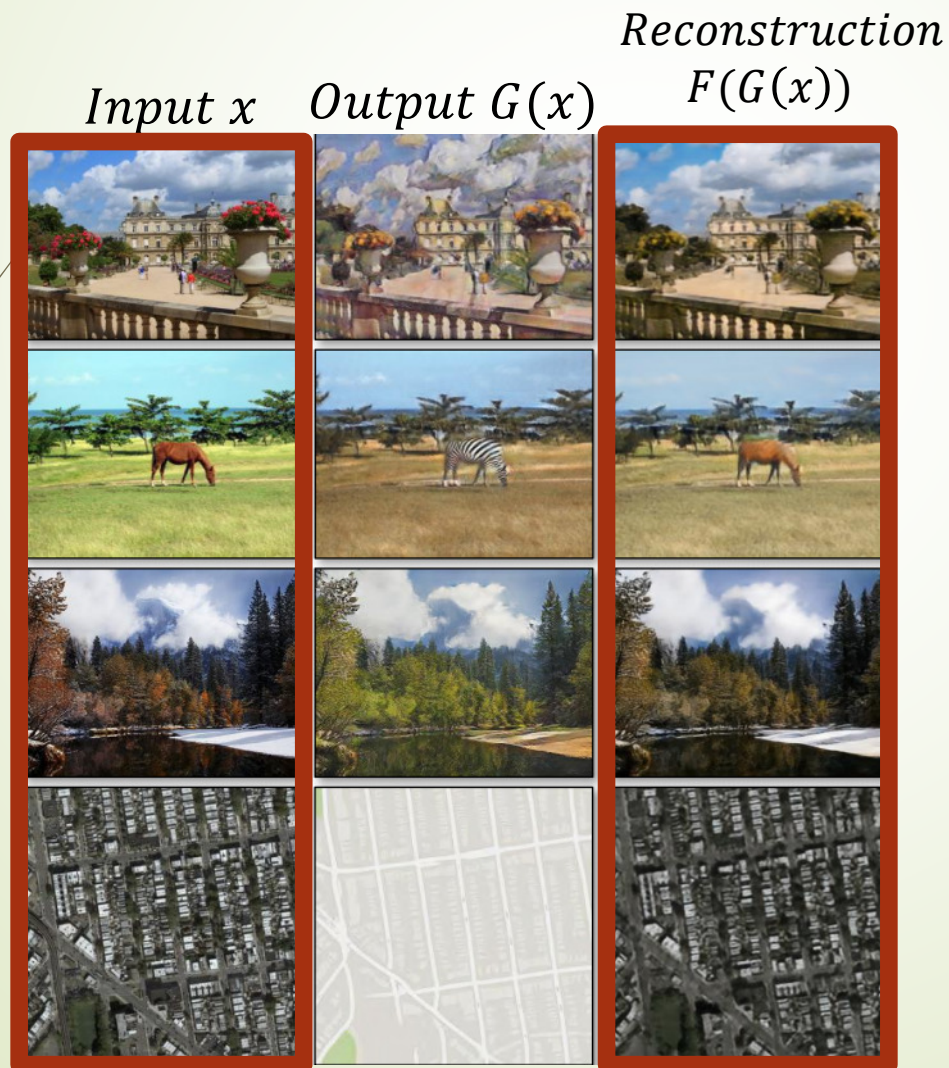 Input x
Output G(x)
Reconstruction
F(G(x))